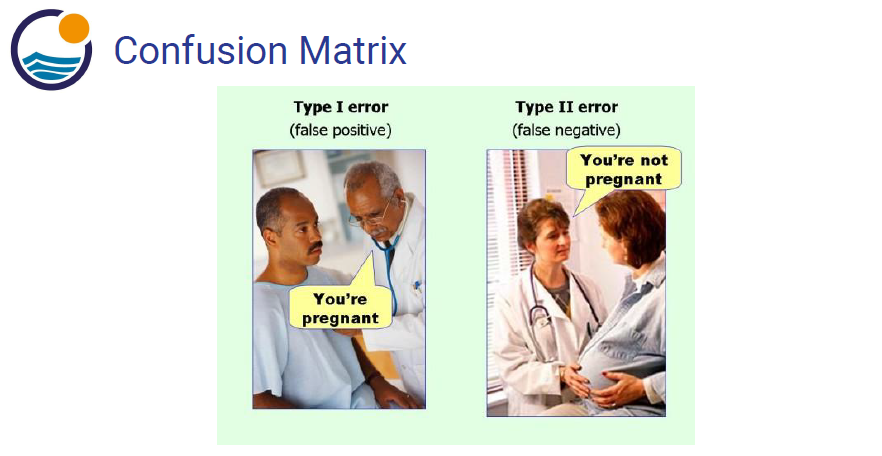 Confusion Matrix
Type I error
(false positive)
You're
pregnant
Type II error
(false negative)
You're not
pregnant